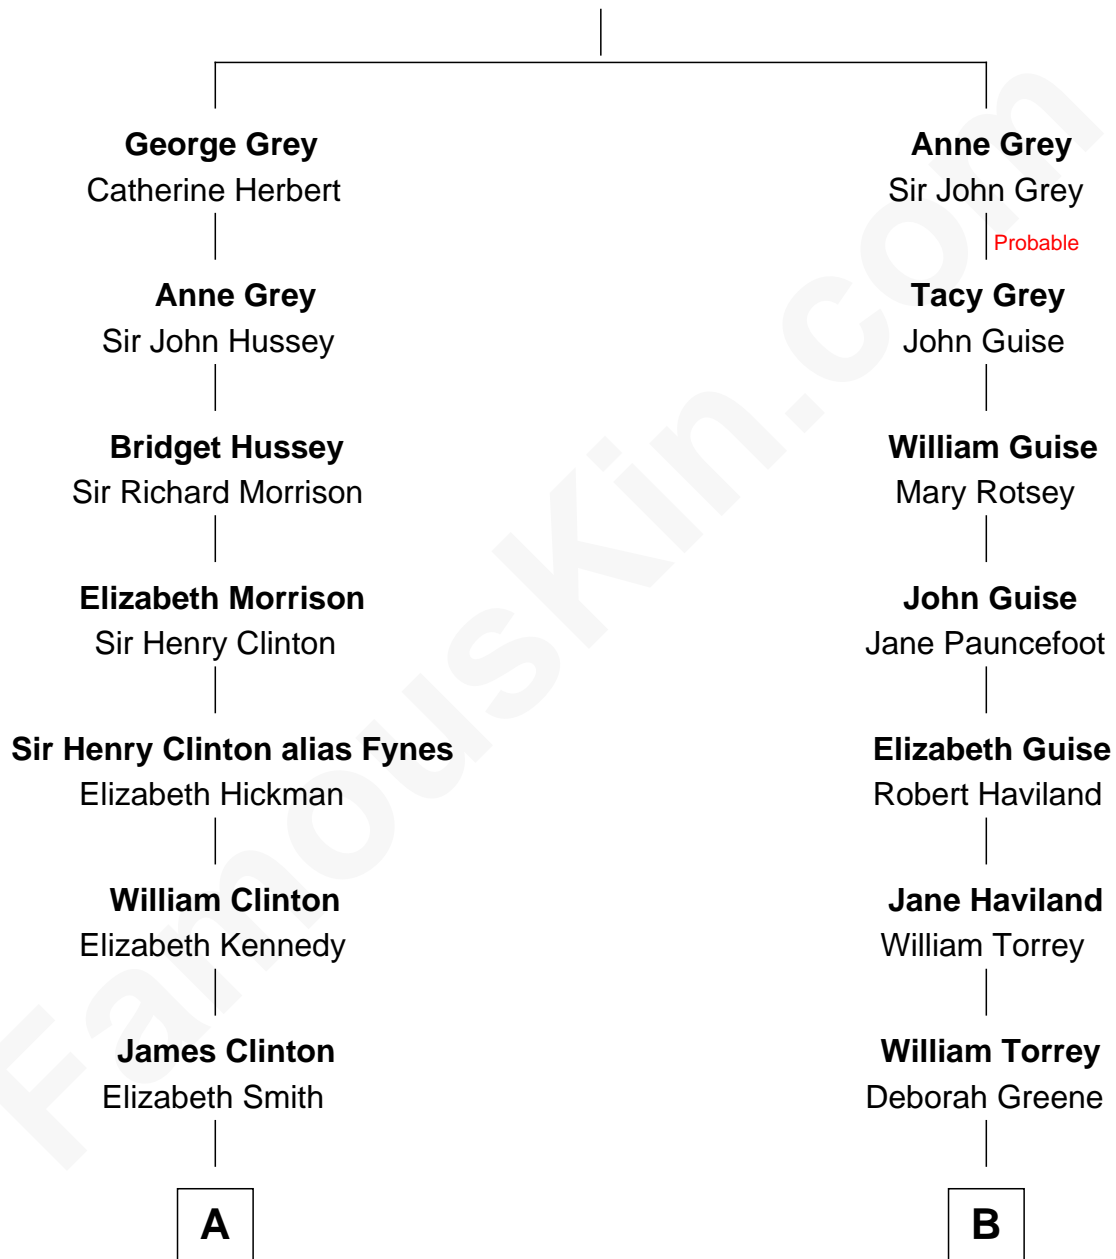 George Grey
Catherine Herbert
Anne Grey
Sir John Hussey
Bridget Hussey
Sir Richard Morrison
Elizabeth Morrison
Sir Henry Clinton
Sir Henry Clinton alias Fynes
Elizabeth Hickman
William Clinton
Elizabeth Kennedy
James Clinton
Elizabeth Smith
A
Anne Grey
Sir John Grey
Probable
Tacy Grey
John Guise
William Guise
Mary Rotsey
John Guise
Jane Pauncefoot
Elizabeth Guise
Robert Haviland
Jane Haviland
William Torrey
William Torrey
Deborah Greene
B
FamousKin.com